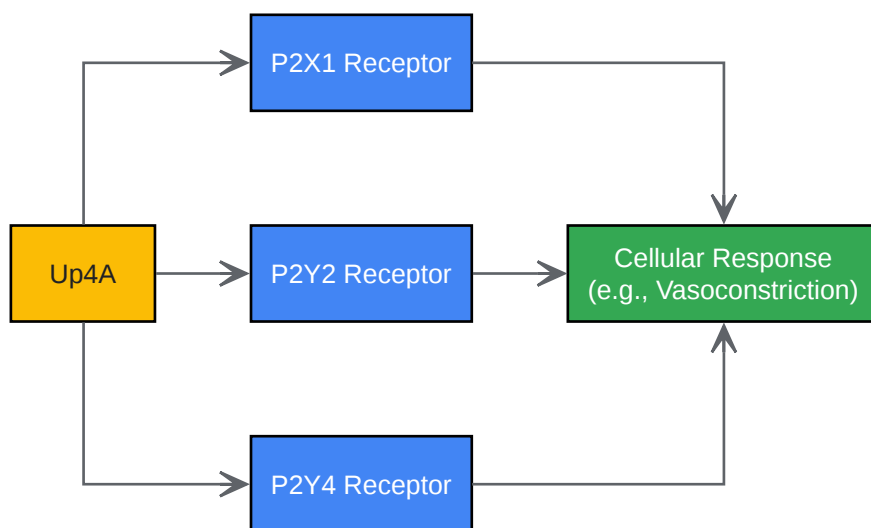 P2X1 Receptor
Up4A
P2Y2 Receptor
Cellular Response
(e.g., Vasoconstriction)
P2Y4 Receptor